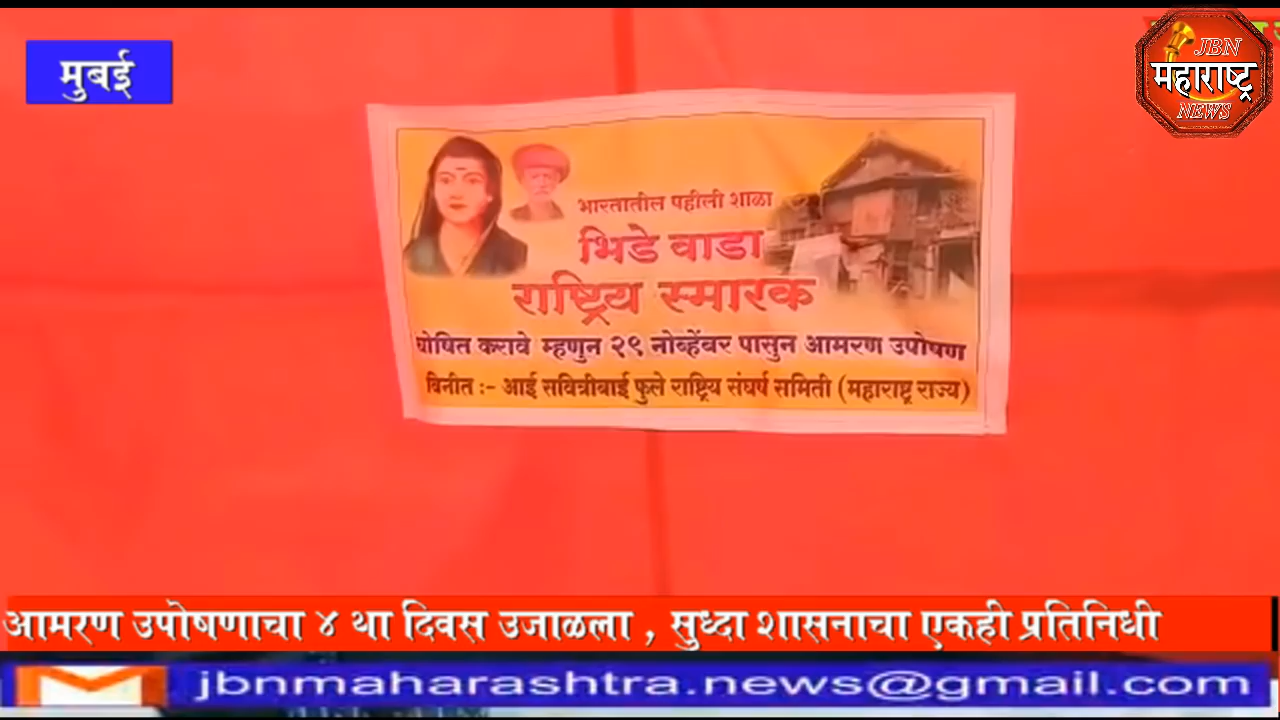 मुबई
JBN
महाराष्ट्र
NEWS
भारतातील पहीली शाळा
भिडे वाडा
राष्ट्रिय स्मारक
घोषित करावे म्हणुन २९ नोव्हेंबर पासुन आमरण उपोषण
विनीत :- आई सवित्रीबाई फुले राष्ट्रिय संघर्ष समिती (महाराष्ट्र राज्य)
आमरण उपोषणाचा ४ था दिवस उजाळला , सुध्दा शासनाचा एकही प्रतिनिधी
jbnmaharashtra.news@gmail.com